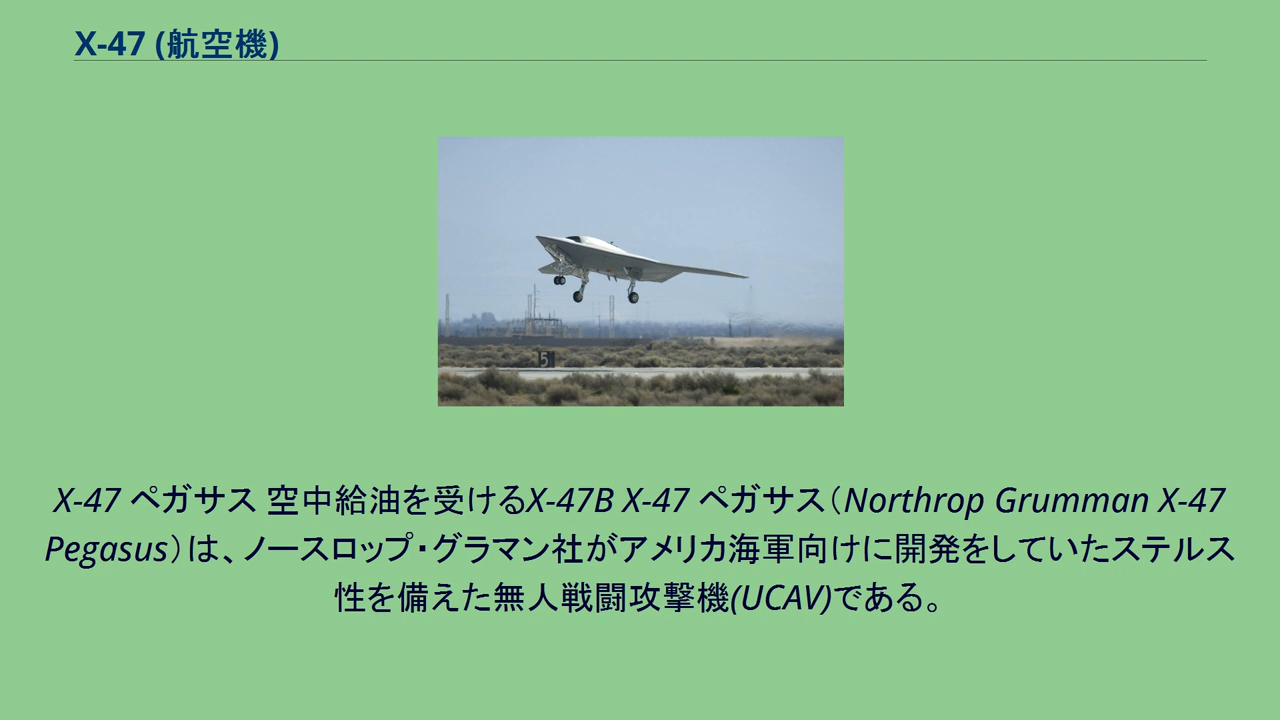 X-47 (航空機)
5
X-47 ペガサス 空中給油を受けるX-47B X-47 ペガサス（Northrop Grumman X-47
Pegasus）は、ノースロップ・グラマン社がアメリカ海軍向けに開発をしていたステルス
性を備えた無人戦闘攻撃機(UCAV)である。